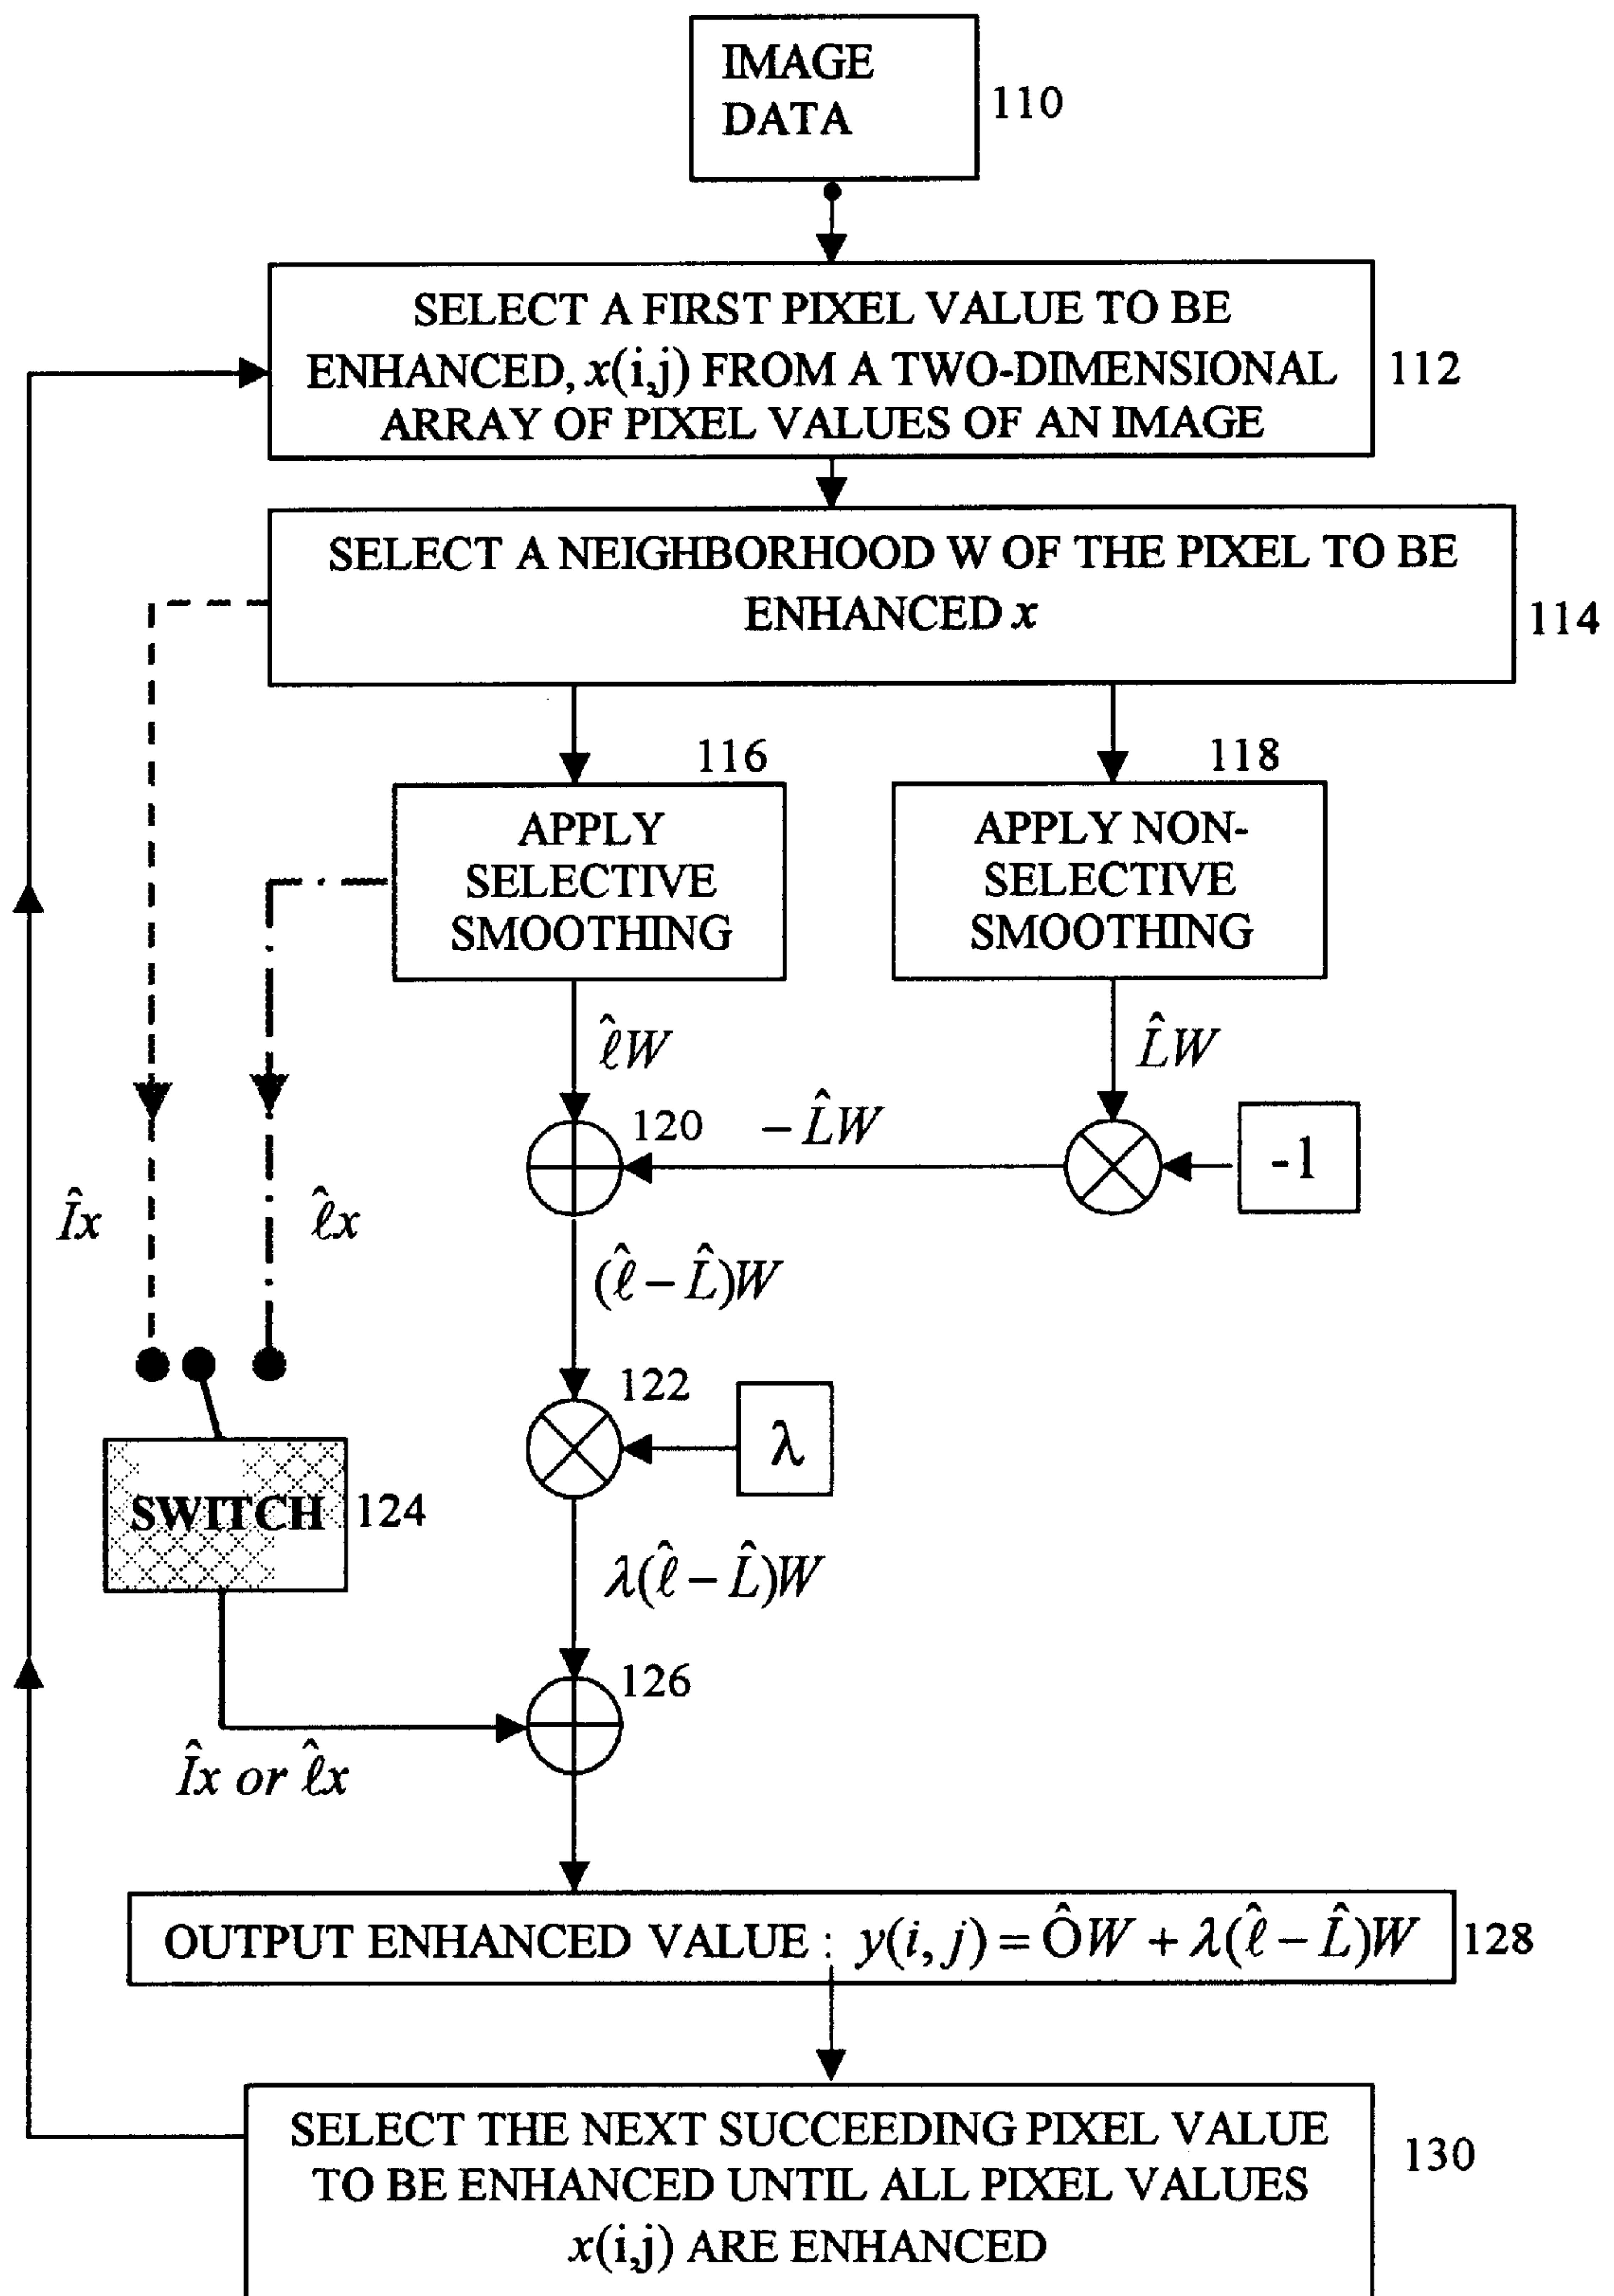 IMAGE
DATA
110
SELECT A FIRST PIXEL VALUE TO BE
ENHANCED, x(i,j) FROM A TWO-DIMENSIONAL
ARRAY OF PIXEL VALUES OF AN IMAGE
112
SELECT A NEIGHBORHOOD W OF THE PIXEL TO BE
ENHANCED x
114
116
118
APPLY
SELECTIVE
SMOOTHING
APPLY NON-
SELECTIVE
SMOOTHING
ℓ̂W
L̂W
120
−L̂W
-1
Îx
ℓ̂x
(ℓ̂ − L̂)W
122
λ
SWITCH
124
λ(ℓ̂ − L̂)W
126
Îx or ℓ̂x
OUTPUT ENHANCED VALUE : y(i, j) = ÔW + λ(ℓ̂ − L̂)W
128
SELECT THE NEXT SUCCEEDING PIXEL VALUE
TO BE ENHANCED UNTIL ALL PIXEL VALUES
x(i,j) ARE ENHANCED
130